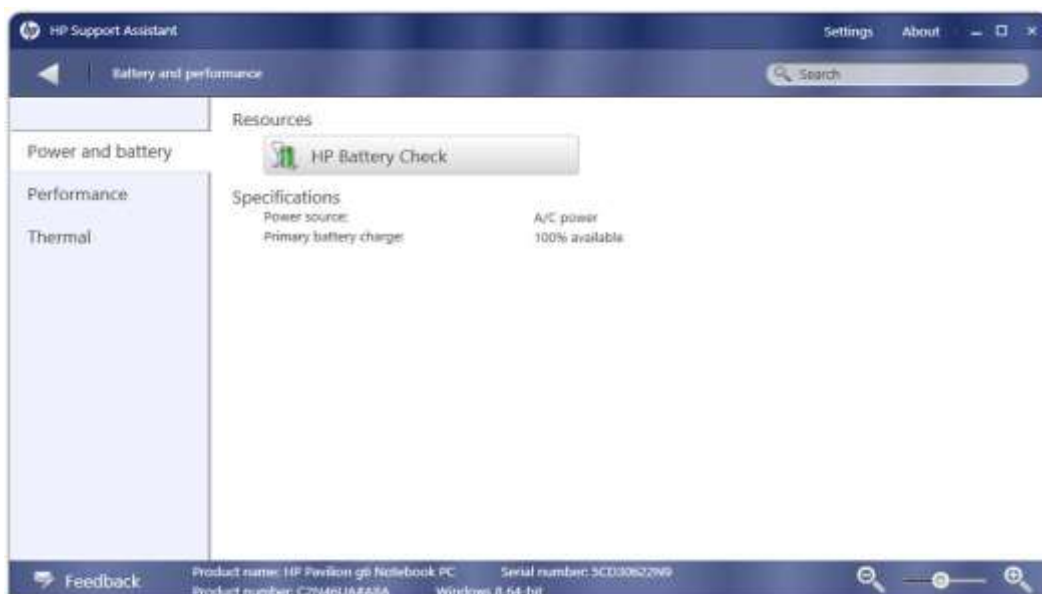 hp HP Support Assistant Settings About
Battery and performance Search
Resources
Power and battery
HP Battery Check
Performance
Specifications
Power source: A/C power
Primary battery charge: 100% available
Thermal
Feedback
Product name: HP Pavilion g6 Notebook PC Serial number:
Product number: Windows 8 64-bit